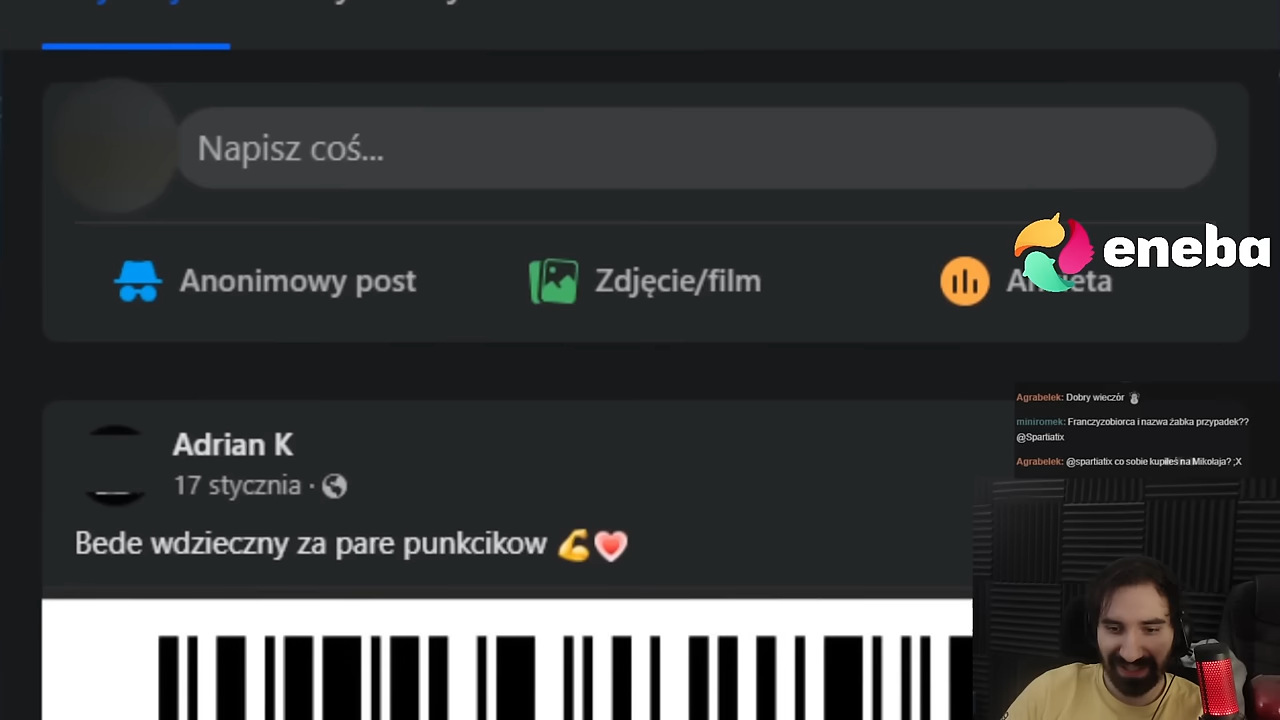 Napisz coś...
Anonimowy post
Zdjęcie/film
eneba
Agrabelek: Dobry wieczór
miniromek: Franczyzobiorca i nazwa żabka przypadek??
@Spartiatix
Agrabelek: @spartiatix co sobie kupiłeś na Mikołaja? ;X
Adrian K
17 stycznia ·
Bede wdzieczny za pare punkcikow 💪❤️